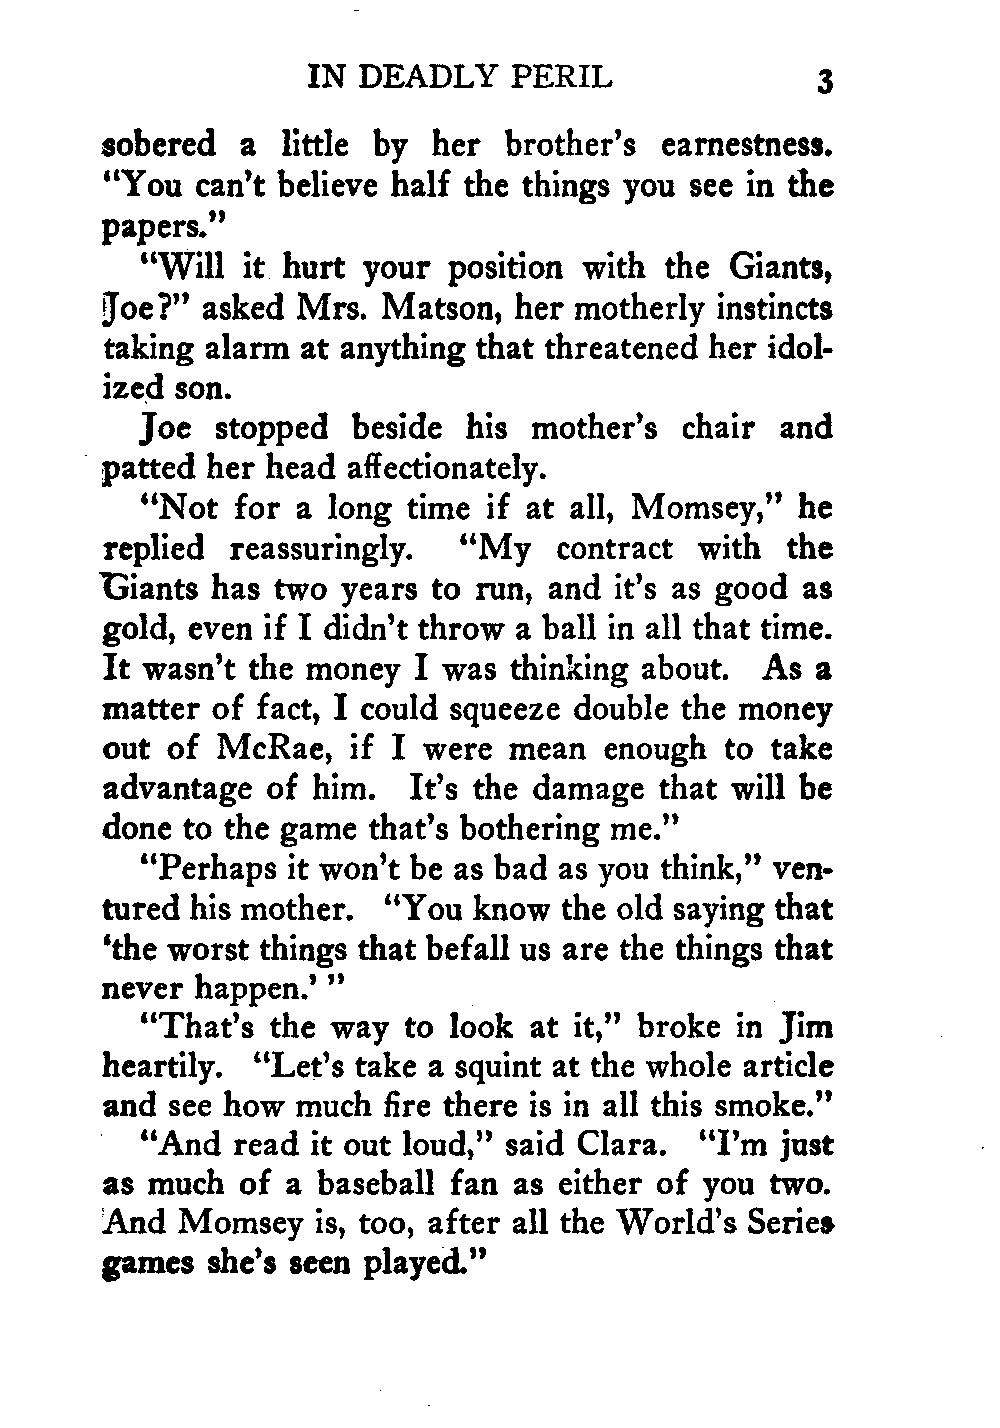 IN DEADLY PERIL 3
sobered a little by her brother's earnestness.
"You can't believe half the things you see in the
papers."
"Will it hurt your position with the Giants,
Joe?" asked Mrs. Matson, her motherly instincts
taking alarm at anything that threatened her idol-
ized son.
Joe stopped beside his mother's chair and
patted her head affectionately.
"Not for a long time if at all, Momsey," he
replied reassuringly. "My contract with the
Giants has two years to run, and it's as good as
gold, even if I didn't throw a ball in all that time.
It wasn't the money I was thinking about. As a
matter of fact, I could squeeze double the money
out of McRae, if I were mean enough to take
advantage of him. It's the damage that will be
done to the game that's bothering me."
"Perhaps it won't be as bad as you think," ven-
tured his mother. "You know the old saying that
'the worst things that befall us are the things that
never happen.' "
"That's the way to look at it," broke in Jim
heartily. "Let's take a squint at the whole article
and see how much fire there is in all this smoke."
"And read it out loud," said Clara. "I'm just
as much of a baseball fan as either of you two.
And Momsey is, too, after all the World's Series
games she's seen played."